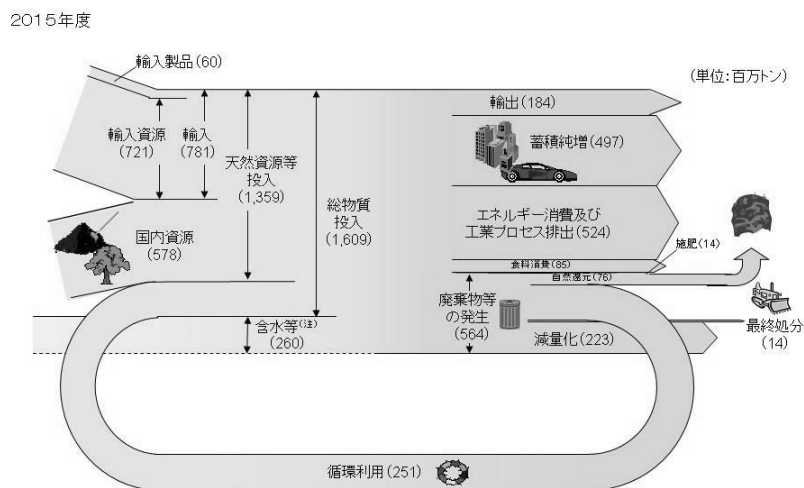 2015年度
輸入製品(60)
(単位:百万トン)
輸出(184)
輸入資源
(721)
輸入
(781)
天然資源等
投入
(1,359)
蓄積純増(497)
総物質
投入
(1,609)
国内資源
(578)
エネルギー消費及び
工業プロセス排出(524)
施肥(14)
食料消費(85)
自然還元(76)
廃棄物等
の発生
(564)
含水等(注)
(260)
減量化(223)
最終処分
(14)
循環利用(251)